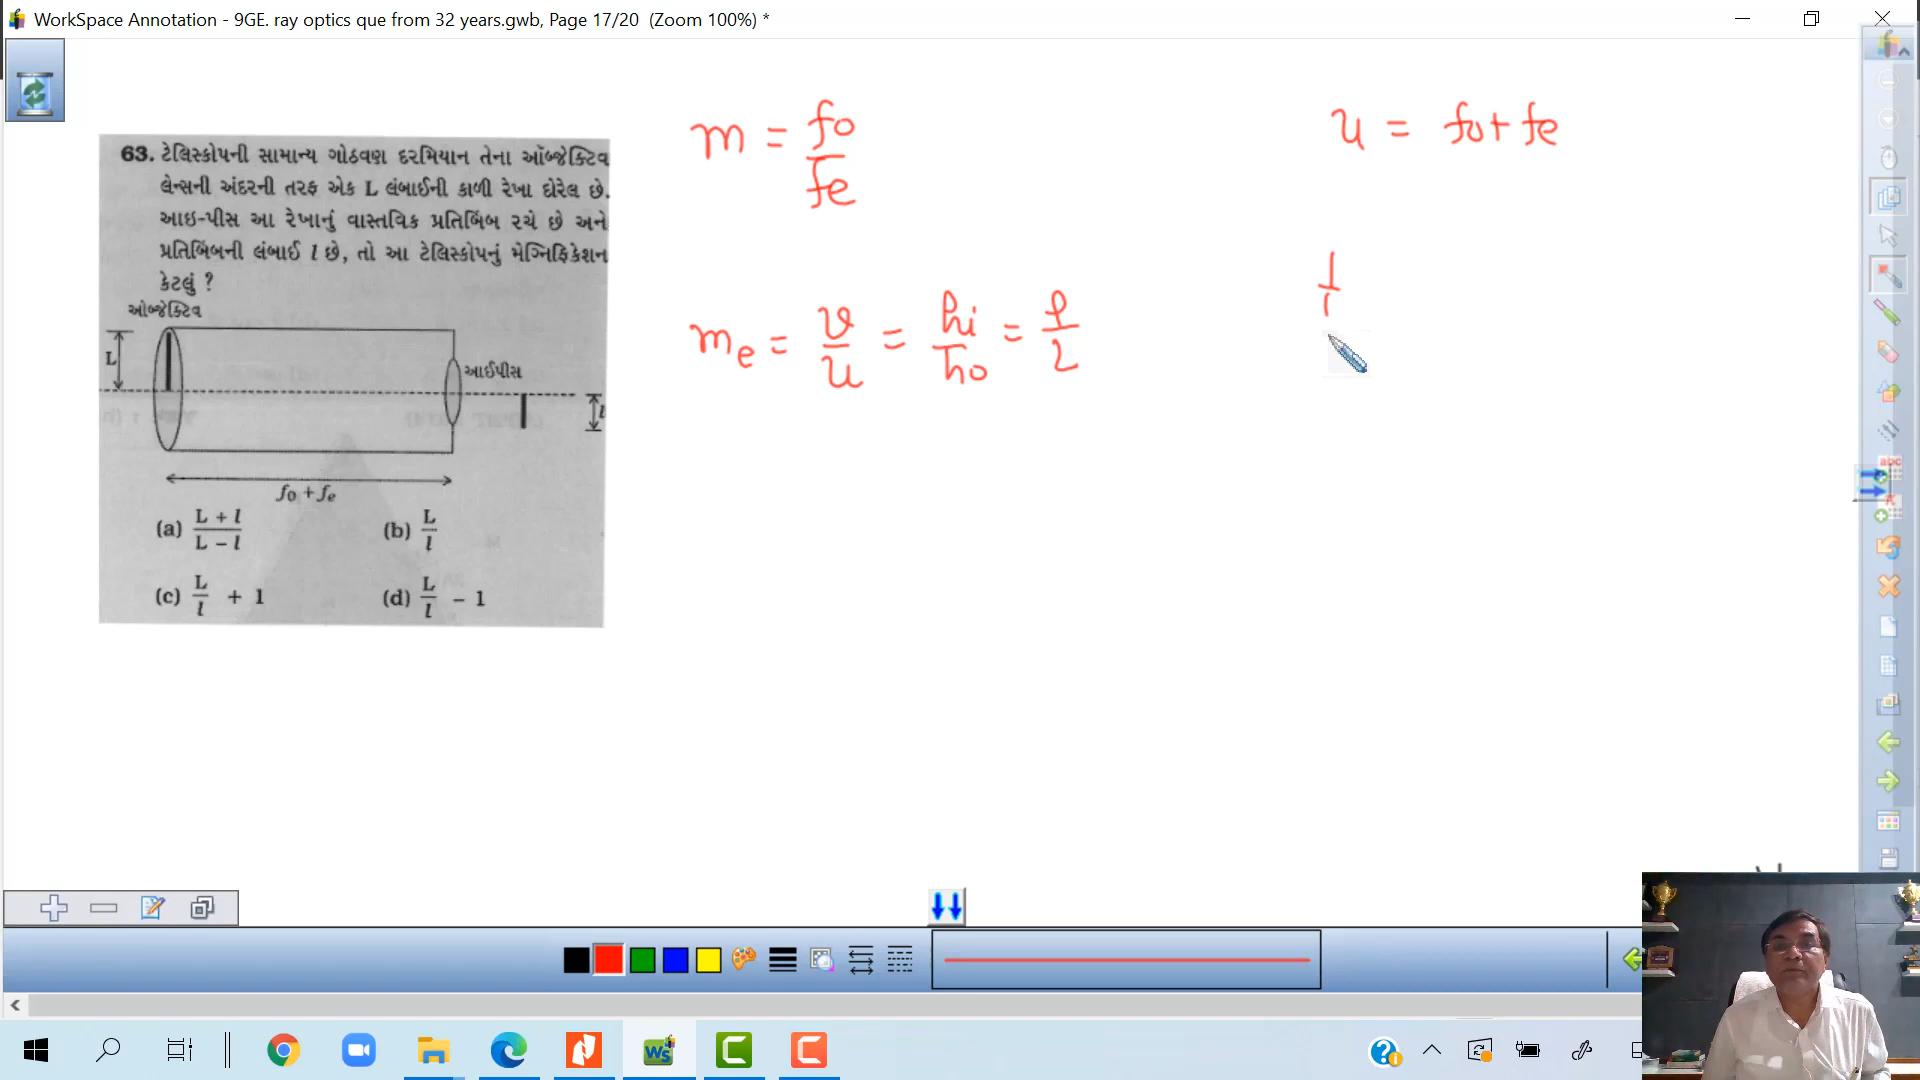 WorkSpace Annotation - 9GE. ray optics que from 32 years.gwb, Page 17/20 (Zoom 100%) *
63. ટેલિસ્કોપની સામાન્ય ગોઠવણ દરમિયાન તેના ઑબ્જેક્ટિવ
લેન્સની અંદરની તરફ એક L લંબાઈની કાળી રેખા દોરેલ છે.
આઇ-પીસ આ રેખાનું વાસ્તવિક પ્રતિબિંબ રચે છે અને
પ્રતિબિંબની લંબાઈ l છે, તો આ ટેલિસ્કોપનું મેગ્નિફિકેશન
કેટલું ?
ઓબ્જેક્ટિવ
L
આઈપીસ
l
fo + fe
(a) L + l / L − l (b) L / l
(c) L / l + 1 (d) L / l − 1
m = fo / fe
u = fo + fe
me = v / u = hi / ho = l / L
1